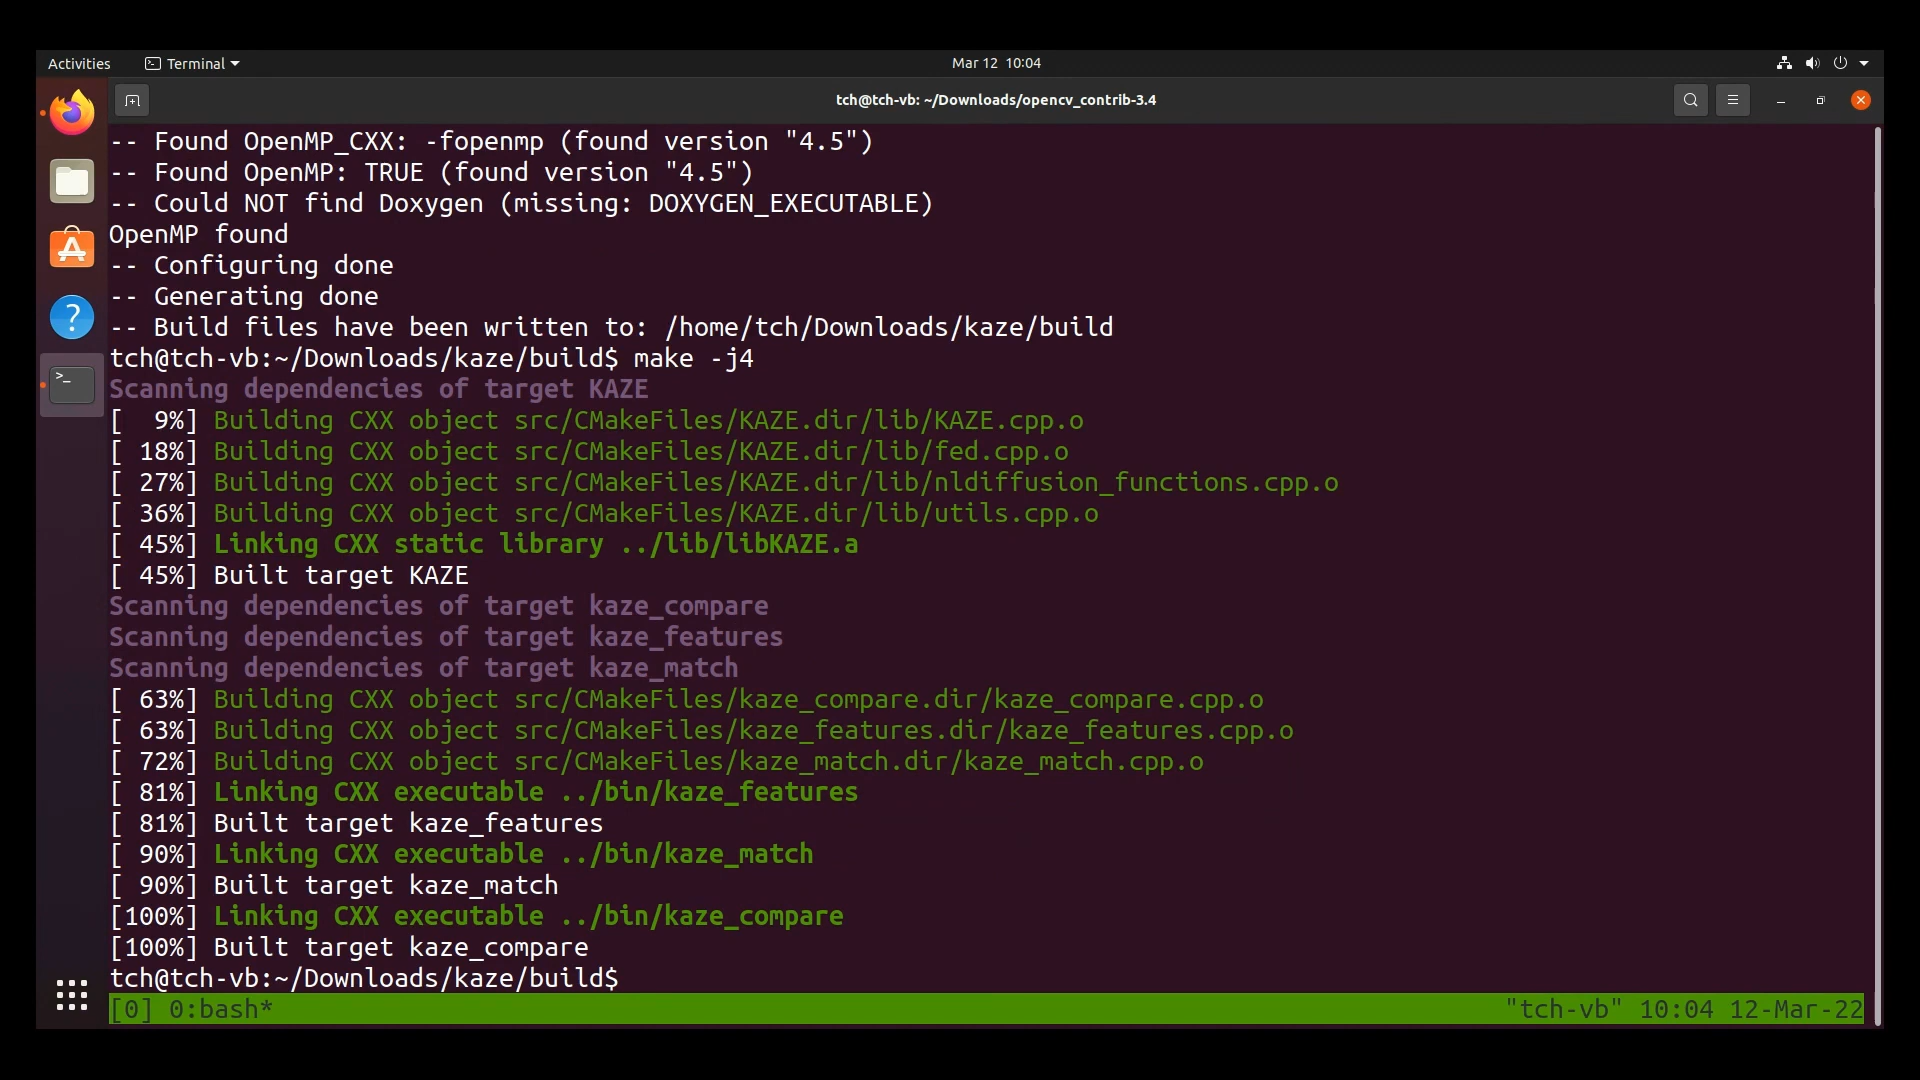 Activities
Terminal
Mar 12 10:04
tch@tch-vb: ~/Downloads/opencv_contrib-3.4
-- Found OpenMP_CXX: -fopenmp (found version "4.5")
-- Found OpenMP: TRUE (found version "4.5")
-- Could NOT find Doxygen (missing: DOXYGEN_EXECUTABLE)
OpenMP found
-- Configuring done
-- Generating done
-- Build files have been written to: /home/tch/Downloads/kaze/build
tch@tch-vb:~/Downloads/kaze/build$ make -j4
Scanning dependencies of target KAZE
[  9%] Building CXX object src/CMakeFiles/KAZE.dir/lib/KAZE.cpp.o
[ 18%] Building CXX object src/CMakeFiles/KAZE.dir/lib/fed.cpp.o
[ 27%] Building CXX object src/CMakeFiles/KAZE.dir/lib/nldiffusion_functions.cpp.o
[ 36%] Building CXX object src/CMakeFiles/KAZE.dir/lib/utils.cpp.o
[ 45%] Linking CXX static library ../lib/libKAZE.a
[ 45%] Built target KAZE
Scanning dependencies of target kaze_compare
Scanning dependencies of target kaze_features
Scanning dependencies of target kaze_match
[ 63%] Building CXX object src/CMakeFiles/kaze_compare.dir/kaze_compare.cpp.o
[ 63%] Building CXX object src/CMakeFiles/kaze_features.dir/kaze_features.cpp.o
[ 72%] Building CXX object src/CMakeFiles/kaze_match.dir/kaze_match.cpp.o
[ 81%] Linking CXX executable ../bin/kaze_features
[ 81%] Built target kaze_features
[ 90%] Linking CXX executable ../bin/kaze_match
[ 90%] Built target kaze_match
[100%] Linking CXX executable ../bin/kaze_compare
[100%] Built target kaze_compare
tch@tch-vb:~/Downloads/kaze/build$
[0] 0:bash* "tch-vb" 10:04 12-Mar-22